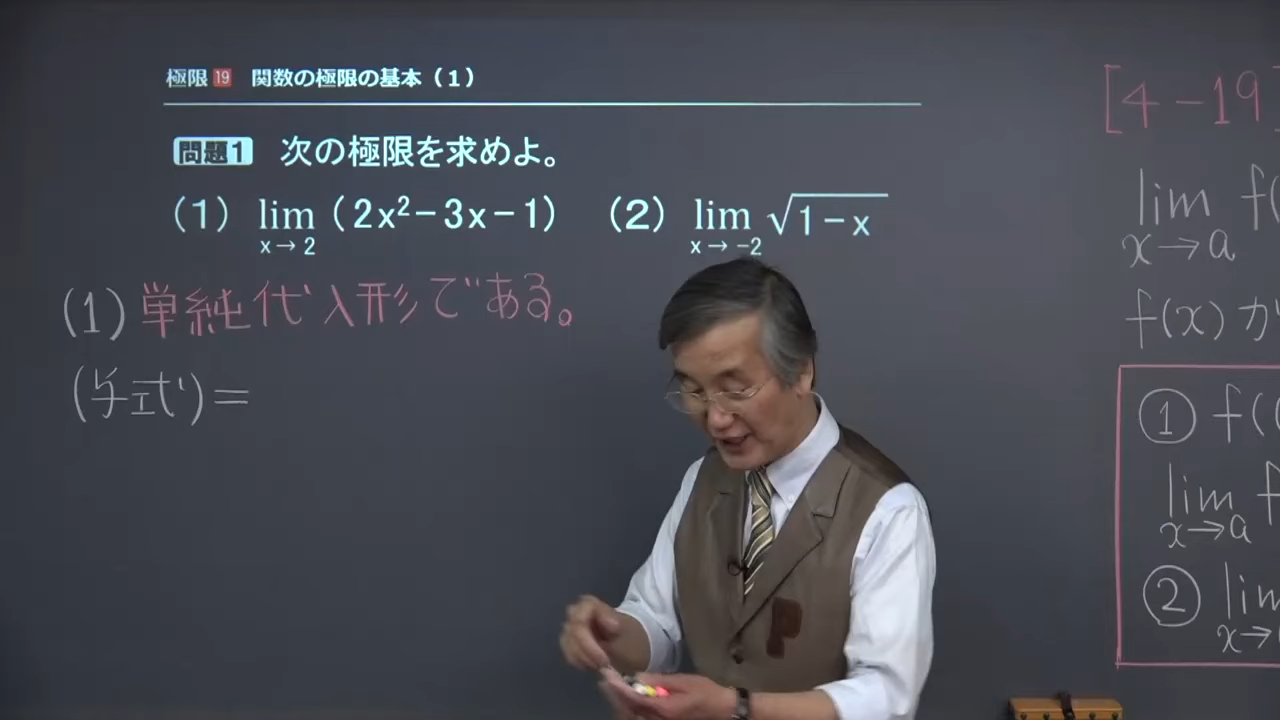 極限 19 関数の極限の基本（1）
問題1 次の極限を求めよ。
（1） lim（2x²−3x−1） （2） lim √1−x
x→2 x→−2
(1) 単純代入形である。
(与式)=
[4-19
lim f(
x→a
f(x) が
① f(
lim f
x→a
② lim
x→